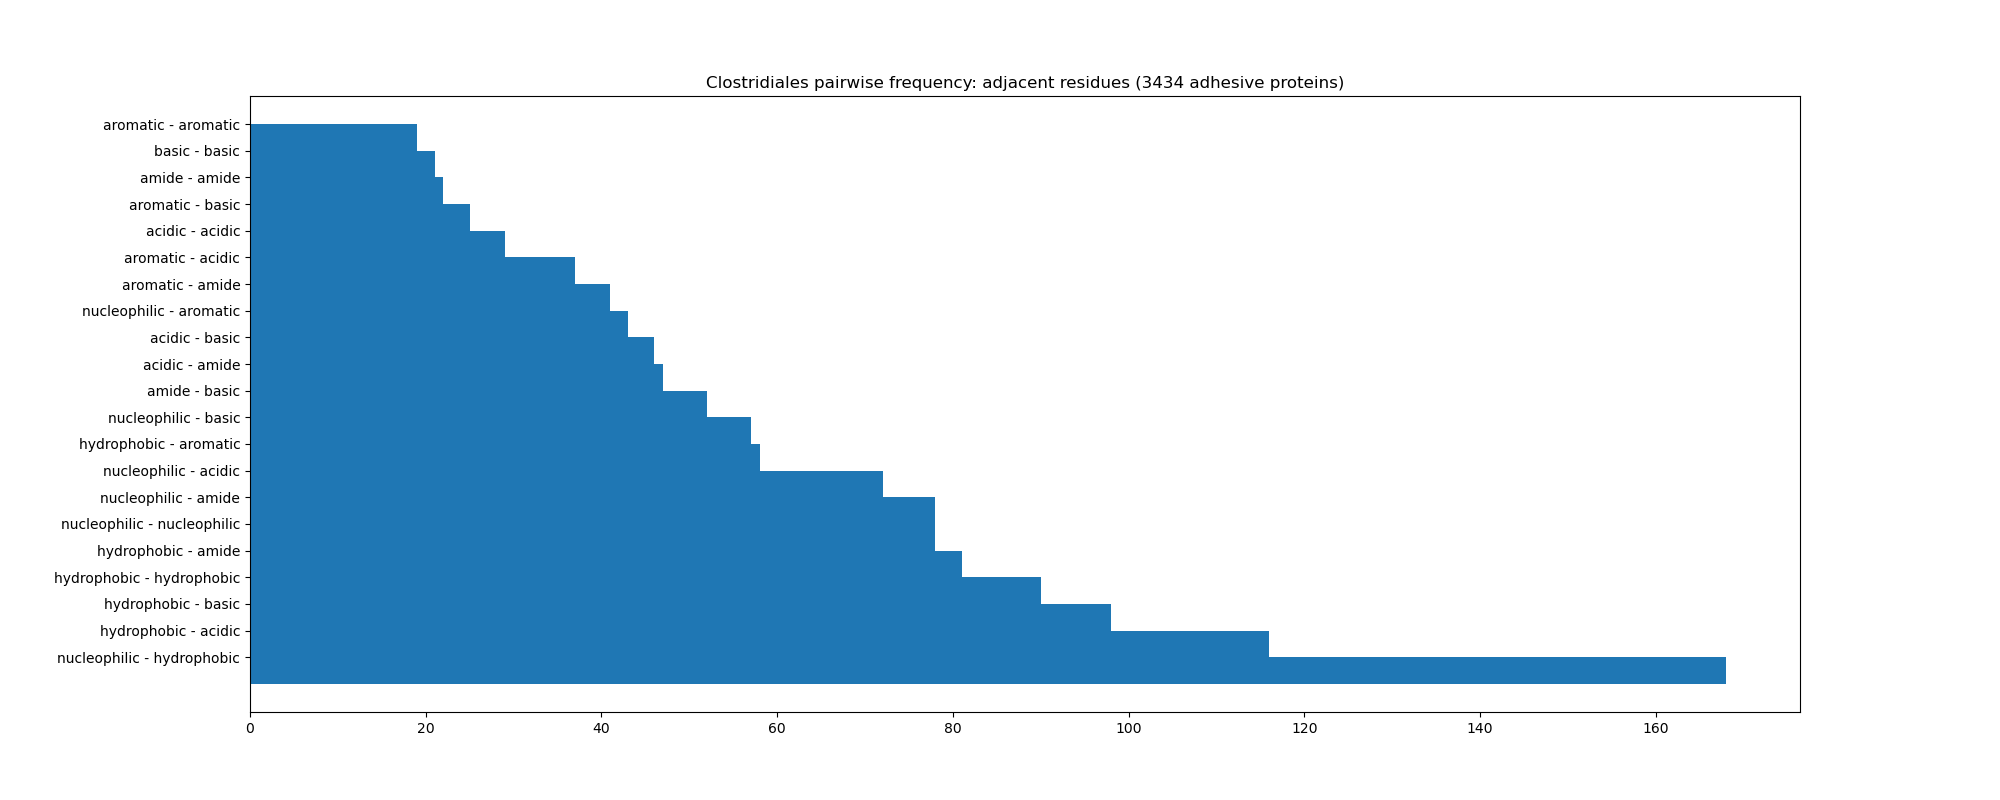 Clostridiales pairwise frequency: adjacent residues (3434 adhesive proteins)
aromatic - aromatic
basic - basic
amide - amide
aromatic - basic
acidic - acidic
aromatic - acidic
aromatic - amide
nucleophilic - aromatic
acidic - basic
acidic - amide
amide - basic
nucleophilic - basic
hydrophobic - aromatic
nucleophilic - acidic
nucleophilic - amide
nucleophilic - nucleophilic
hydrophobic - amide
hydrophobic - hydrophobic
hydrophobic - basic
hydrophobic - acidic
nucleophilic - hydrophobic
0 20 40 60 80 100 120 140 160